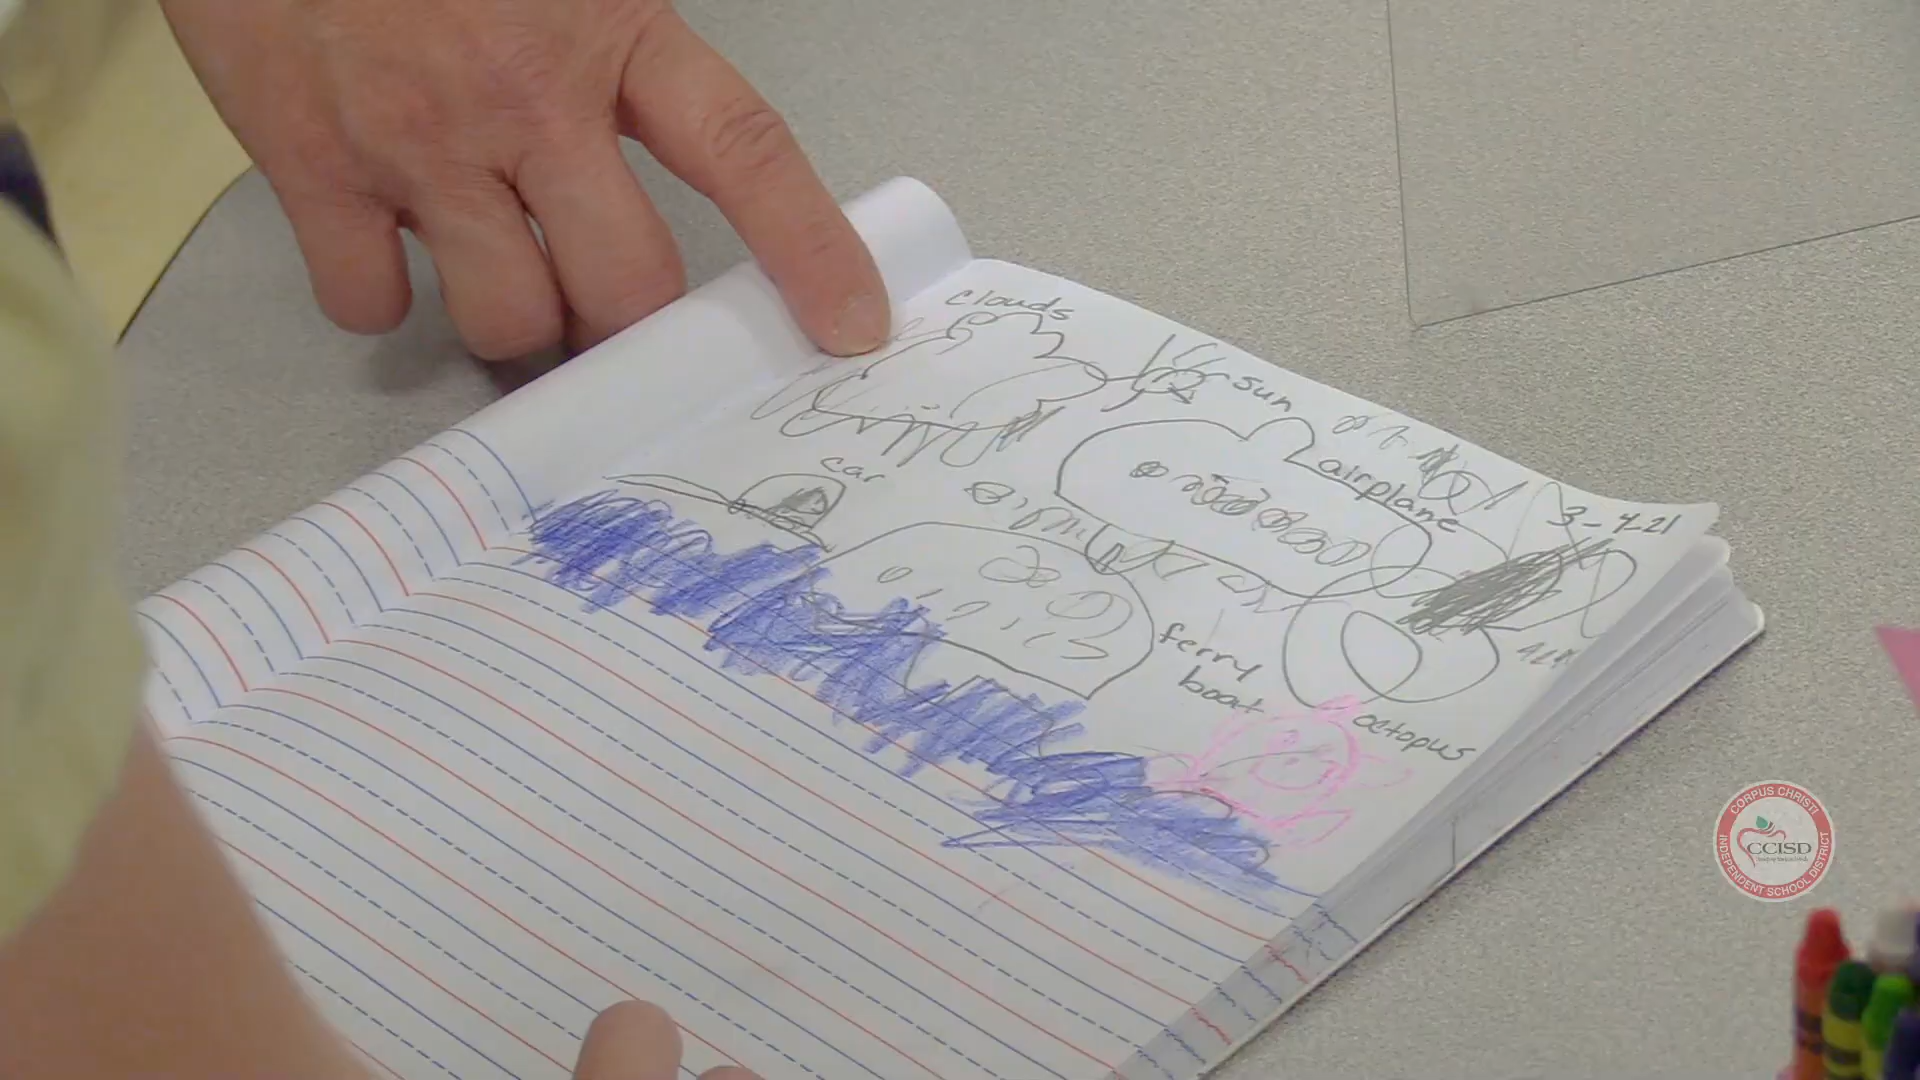 clouds
sun
airplane
3-4-21
car
ferry
boat
octopus
CORPUS CHRISTI
CCISD
INDEPENDENT SCHOOL DISTRICT